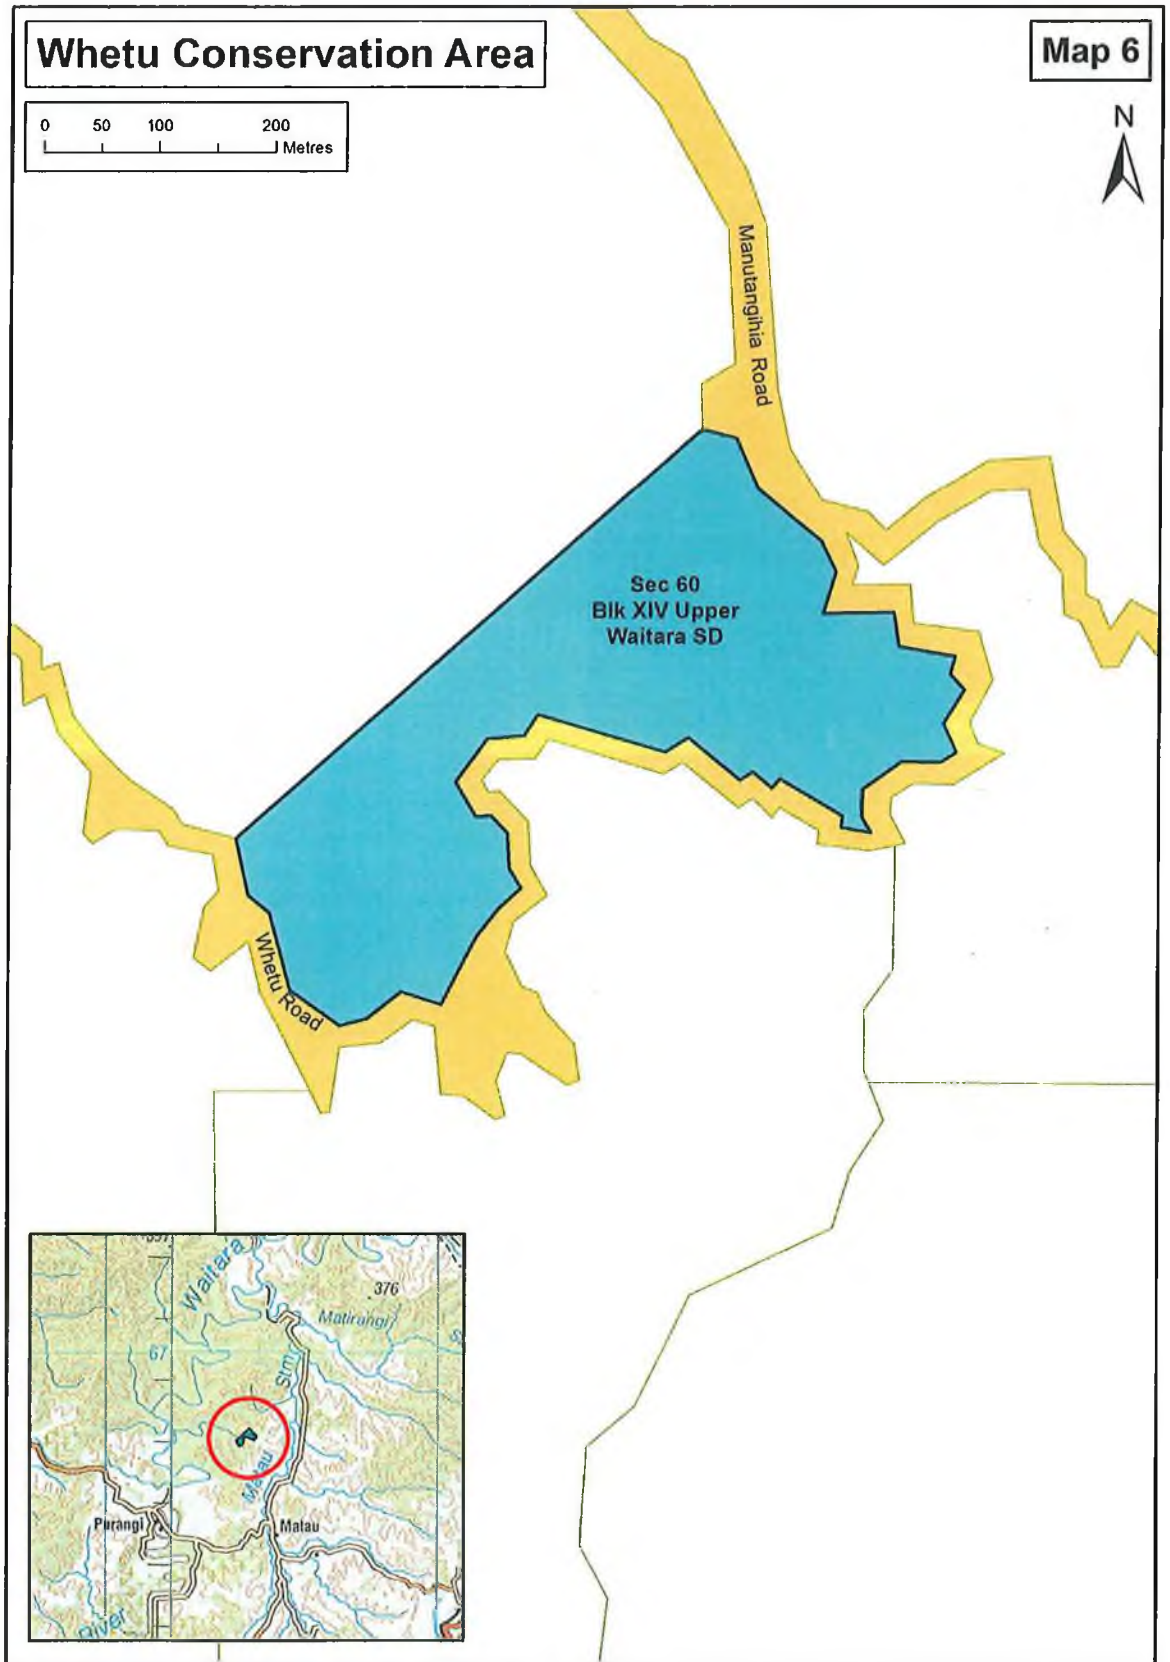 Whetu Conservation Area
Map 6
0 50 100 200
Metres
N
Manutangihia Road
Sec 60
Blk XIV Upper
Waitara SD
Whetu Road
Waitara
376
Matirangi
67
Stm
Matau
Purangi
Matau
River